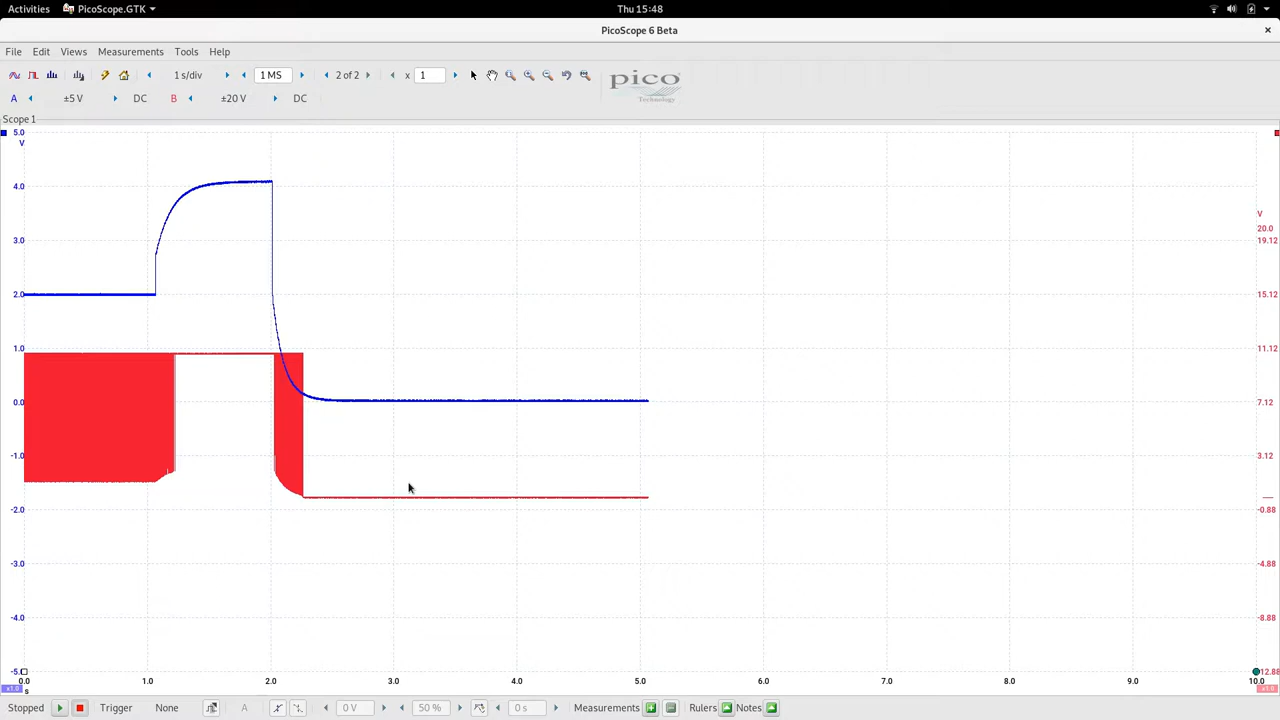 Activities PicoScope.GTK Thu 15:48
PicoScope 6 Beta
File Edit Views Measurements Tools Help
1 s/div 1 MS 2 of 2 x 1
pico
Technology
A ±5 V DC B ±20 V DC
Scope 1
5.0
V
4.0
3.0
2.0
1.0
0.0
-1.0
-2.0
-3.0
-4.0
-5.0
V
20.0
19.12
15.12
11.12
7.12
3.12
-0.88
-4.88
-8.88
-12.88
0.0 1.0 2.0 3.0 4.0 5.0 6.0 7.0 8.0 9.0 10.0
x1.0 s x1.0
Stopped Trigger None A 0 V 50 % 0 s Measurements Rulers Notes